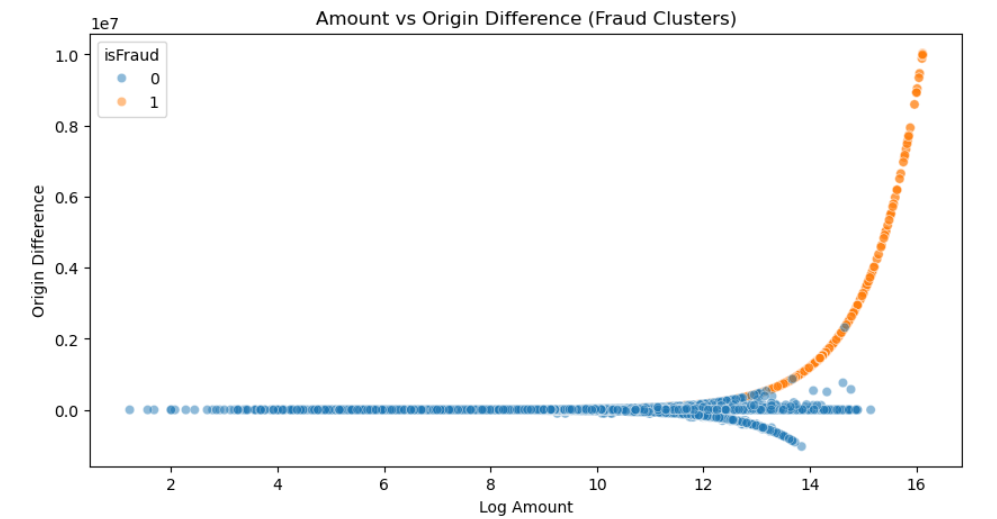 Amount vs Origin Difference (Fraud Clusters)
1e7
isFraud
0
1
1.0
0.8
0.6
0.4
0.2
0.0
Origin Difference
2 4 6 8 10 12 14 16
Log Amount